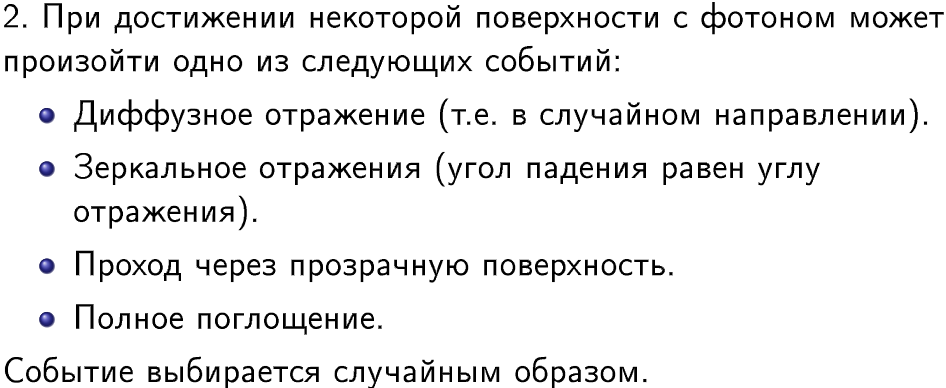 2. При достижении некоторой поверхности с фотоном может
произойти одно из следующих событий:
Диффузное отражение (т.е. в случайном направлении).
Зеркальное отражения (угол падения равен углу
отражения).
Проход через прозрачную поверхность.
Полное поглощение.
Событие выбирается случайным образом.